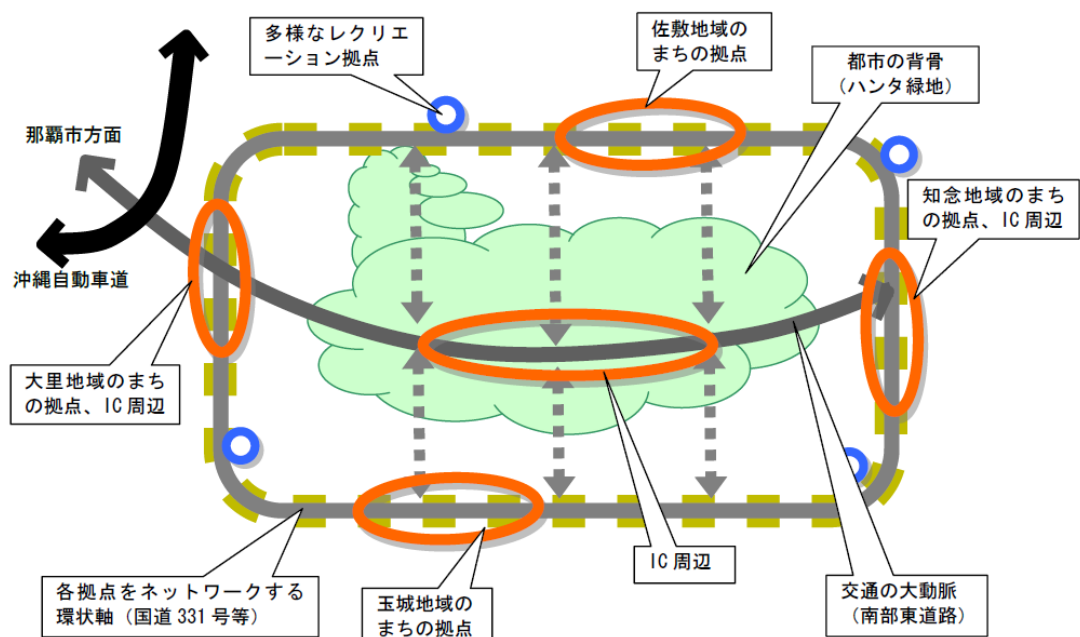 多様なレクリエ
ーション拠点
佐敷地域の
まちの拠点
都市の背骨
（ハンタ緑地）
那覇市方面
知念地域のまち
の拠点、IC周辺
沖縄自動車道
大里地域のまち
の拠点、IC周辺
IC周辺
各拠点をネットワークする
環状軸（国道331号等）
玉城地域の
まちの拠点
交通の大動脈
（南部東道路）